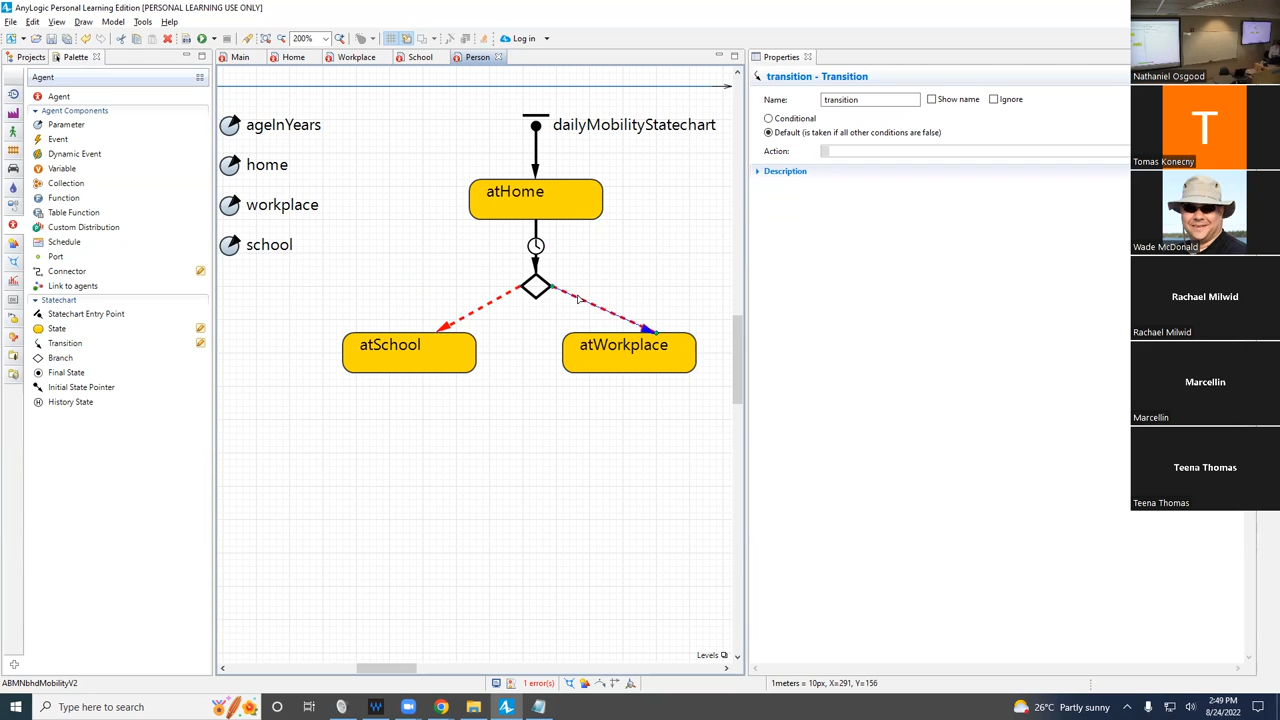 AnyLogic Personal Learning Edition [PERSONAL LEARNING USE ONLY]
File Edit View Draw Model Tools Help
200% Log in
Projects Palette
Main Home Workplace School Person
Properties
Agent
Agent
Agent Components
Parameter
Event
Dynamic Event
Variable
Collection
Function
Table Function
Custom Distribution
Schedule
Port
Connector
Link to agents
Statechart
Statechart Entry Point
State
Transition
Branch
Final State
Initial State Pointer
History State
ageInYears
home
workplace
school
dailyMobilityStatechart
atHome
atSchool
atWorkplace
Levels
transition - Transition
Name: transition Show name Ignore
Conditional
Default (is taken if all other conditions are false)
Action:
Description
Nathaniel Osgood
T
Tomas Konecny
Wade McDonald
Rachael Milwid
Rachael Milwid
Marcellin
Marcellin
Teena Thomas
Teena Thomas
ABMNbhdMobilityV2
1 error(s)
1meters = 10px, X=291, Y=156
Type here to search
26°C Partly sunny
2:49 PM
8/24/2022